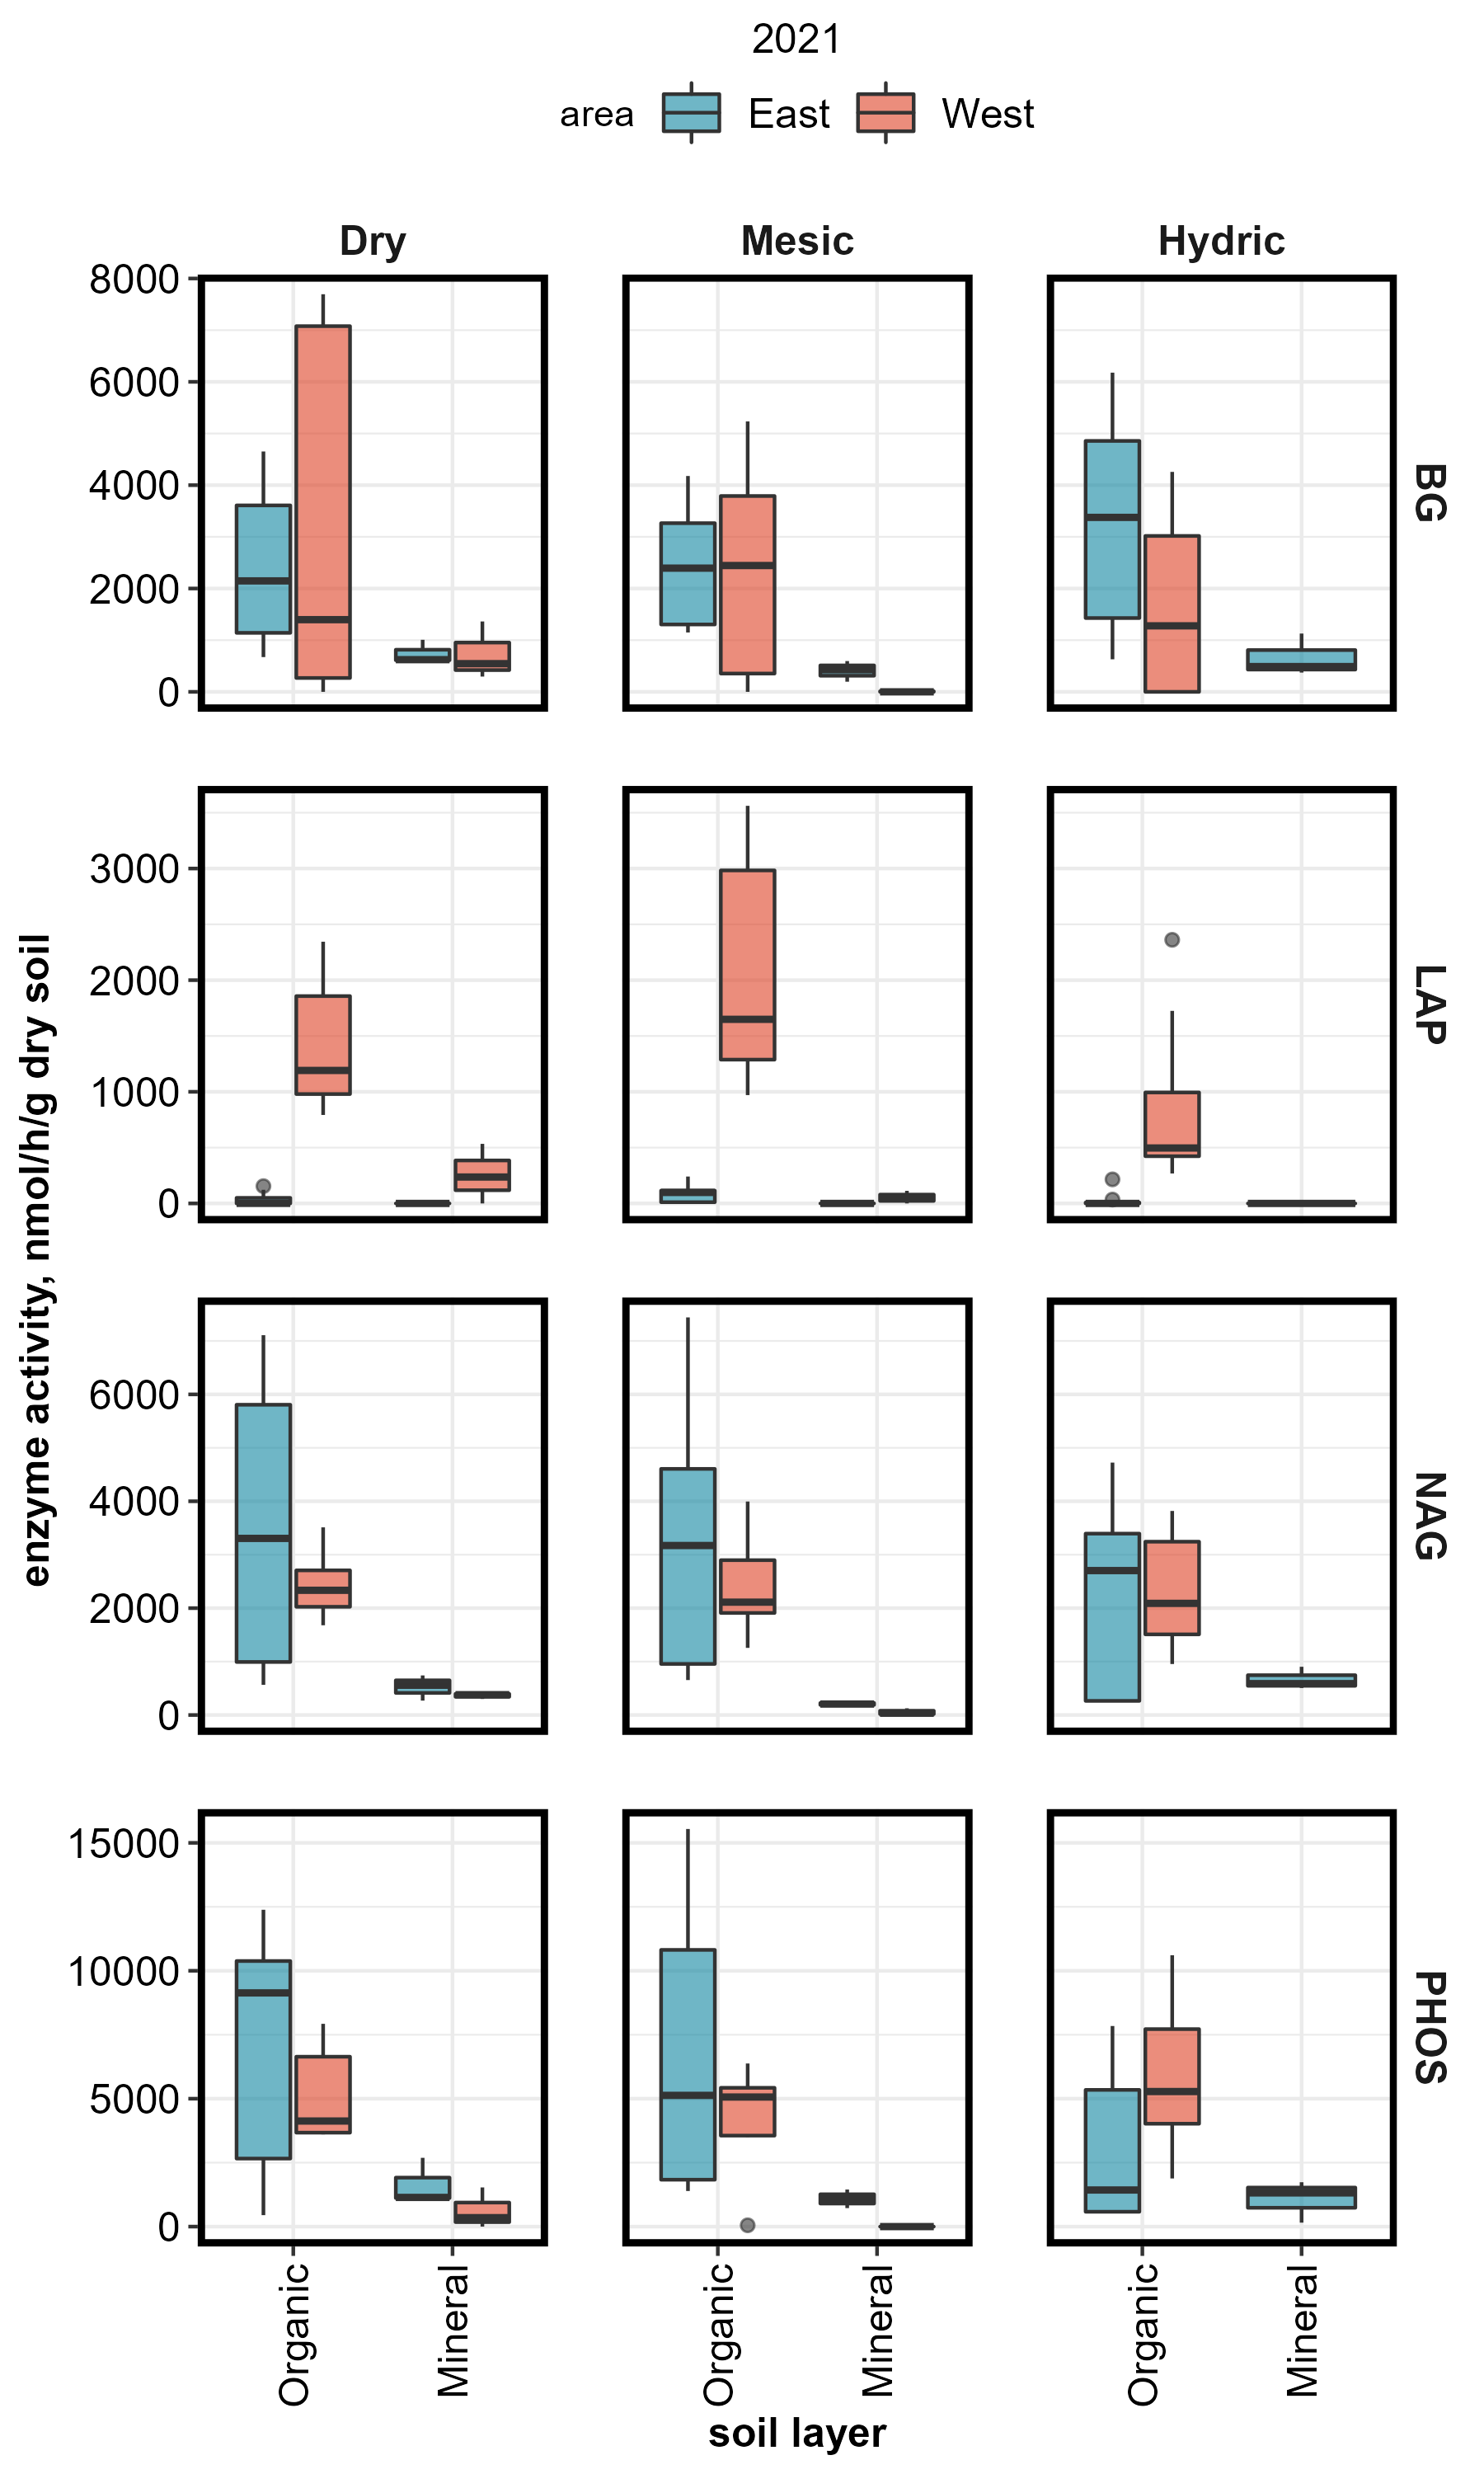 2021
area East West
Dry Mesic Hydric
8000
6000
4000
2000
0
BG
3000
2000
1000
0
LAP
6000
4000
2000
0
NAG
15000
10000
5000
0
PHOS
enzyme activity, nmol/h/g dry soil
Organic Mineral Organic Mineral Organic Mineral
soil layer